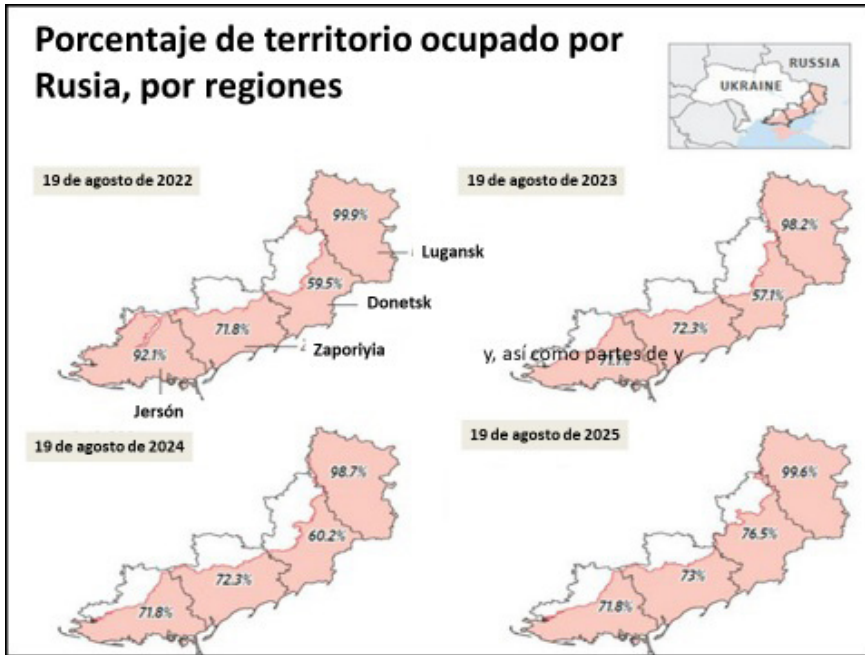 Porcentaje de territorio ocupado por
Rusia, por regiones
RUSSIA
UKRAINE
19 de agosto de 2022
99.9%
Lugansk
59.5%
Donetsk
71.8%
Zaporiyia
92.1%
Jersón
19 de agosto de 2023
98.2%
57.1%
72.3%
y, así como partes de y
19 de agosto de 2024
98.7%
60.2%
72.3%
71.8%
19 de agosto de 2025
99.6%
76.5%
73%
71.8%